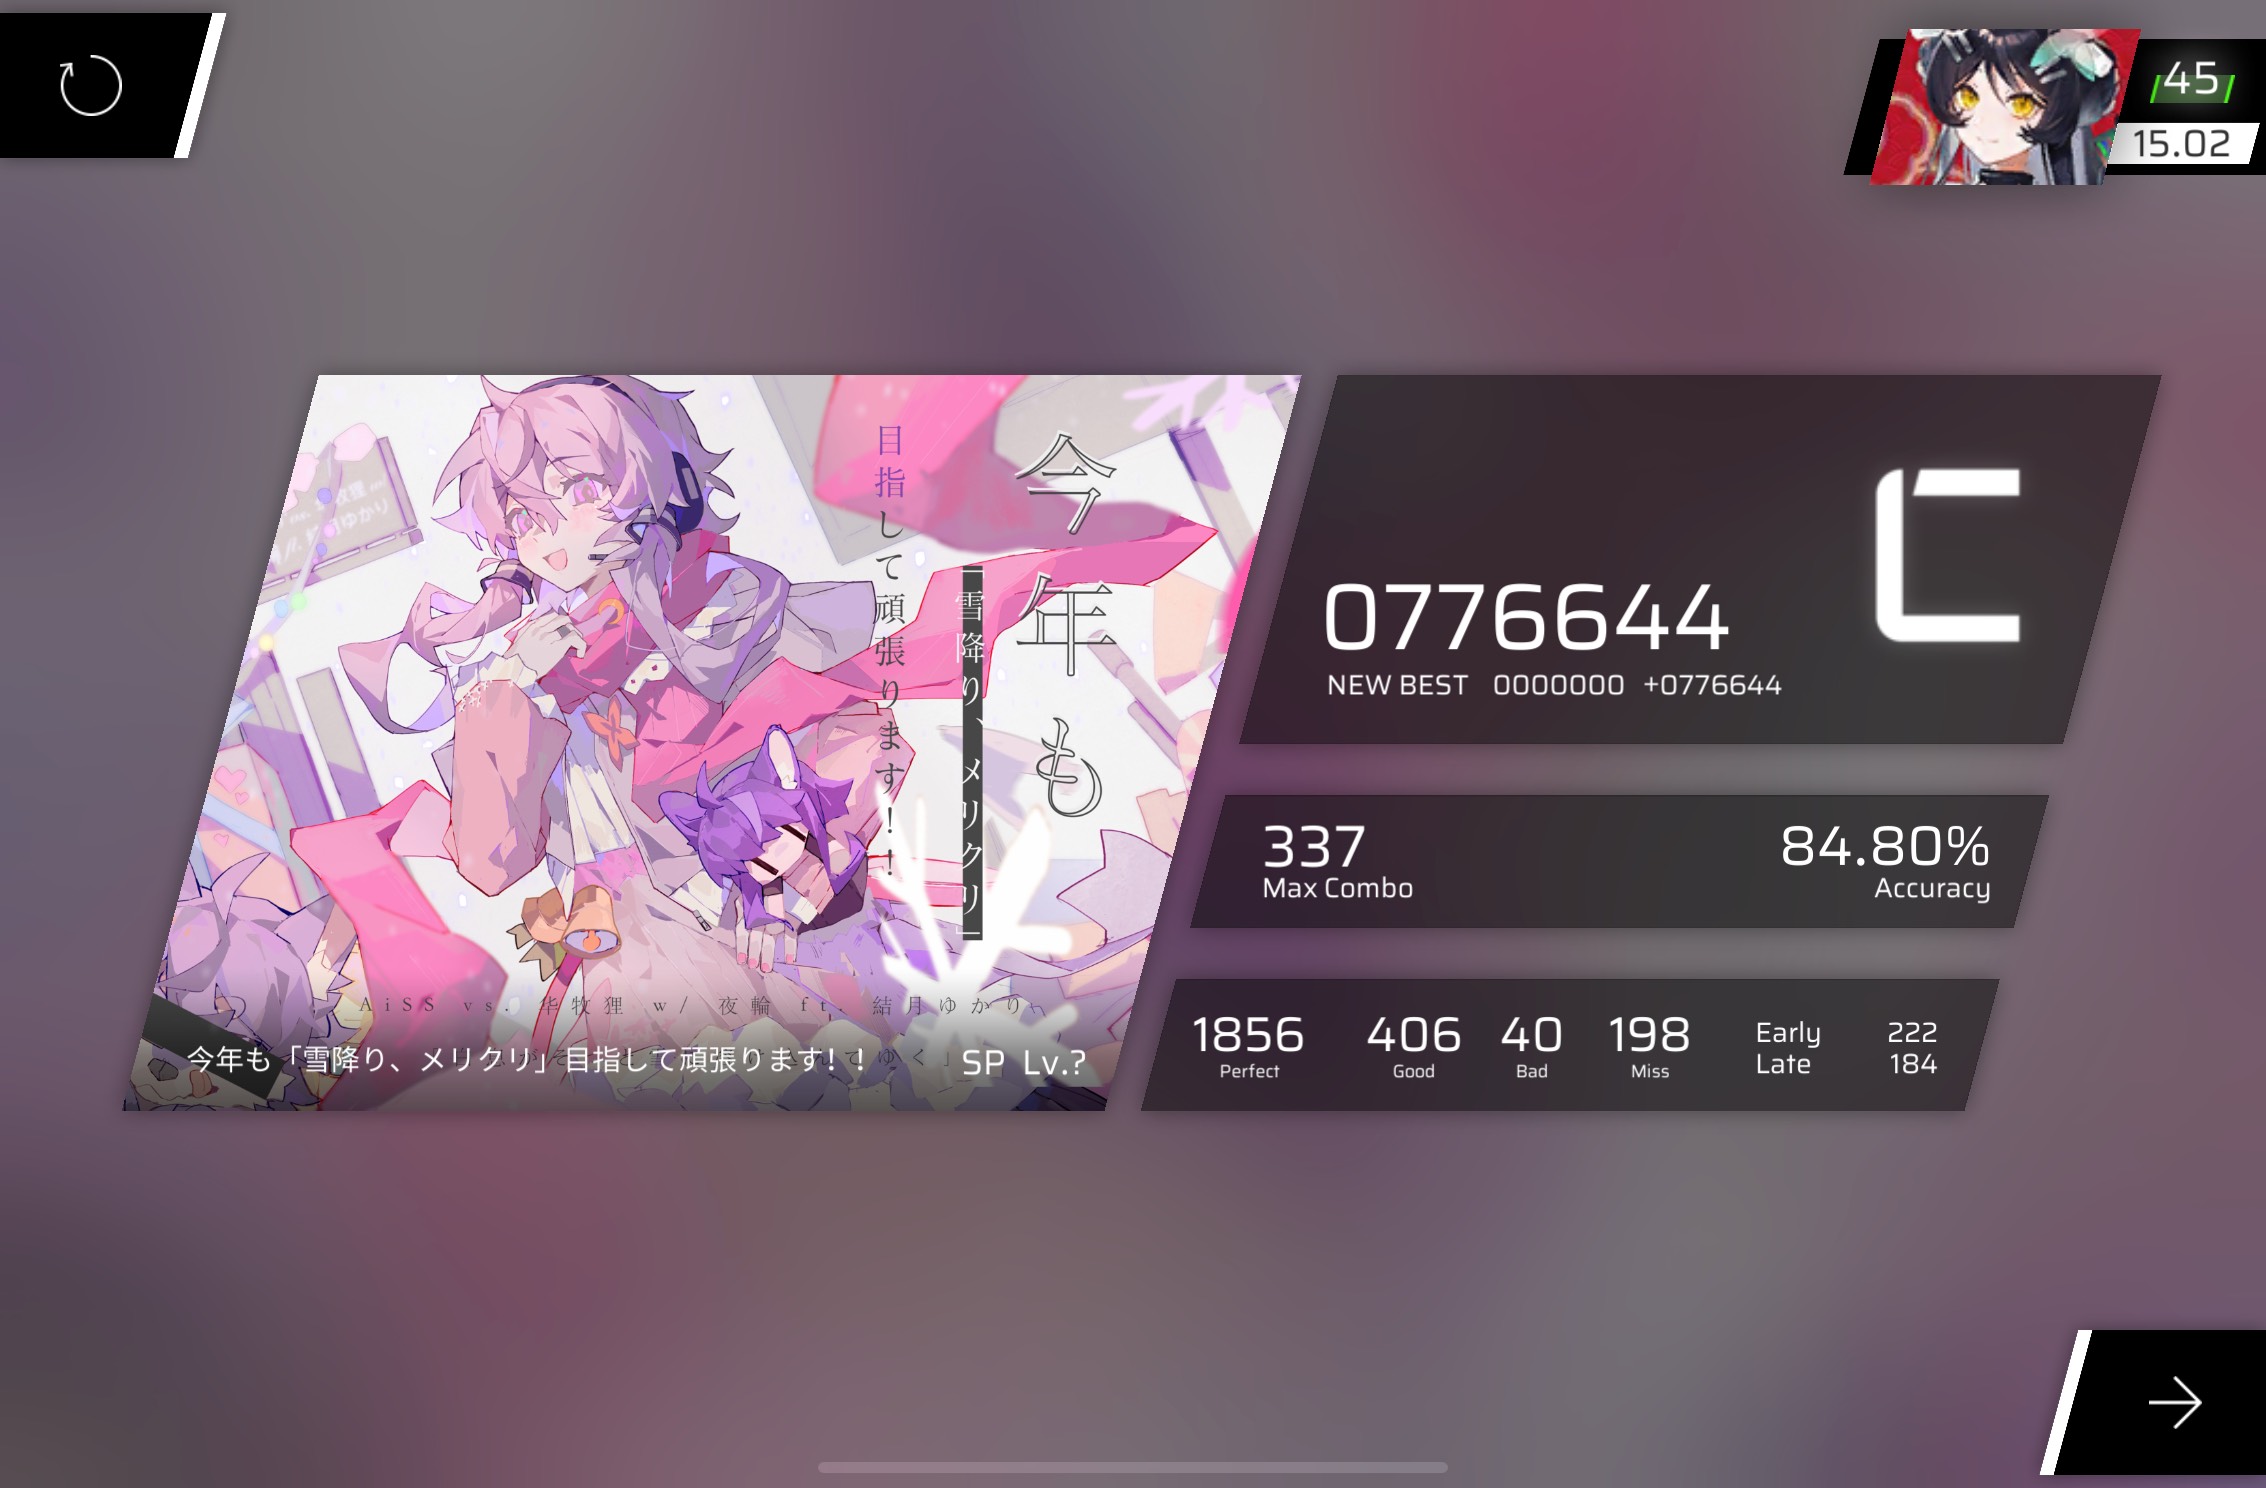 45
15.02
今年も
「雪降り、メリクリ」
目指して頑張ります!!
AiSS vs. 华牧狸 w/ 夜輪 ft. 結月ゆかり
今年も「雪降り、メリクリ」目指して頑張ります！！
SP Lv.?
C
0776644
NEW BEST 0000000 +0776644
337
Max Combo
84.80%
Accuracy
1856
Perfect
406
Good
40
Bad
198
Miss
Early 222
Late 184